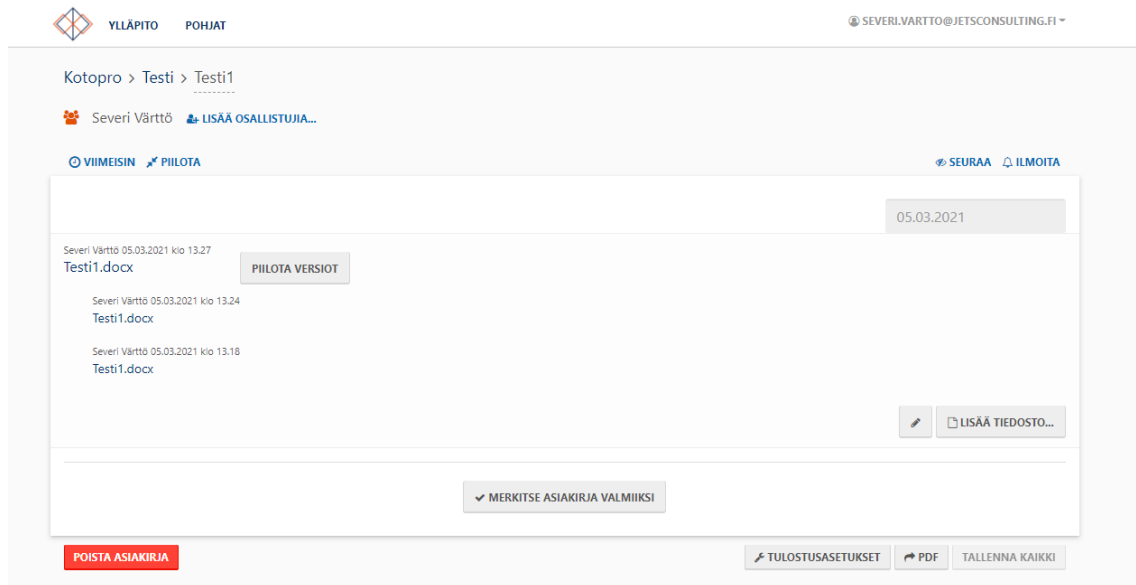 YLLÄPITO POHJAT SEVERI.VARTTO@JETSCONSULTING.FI
Kotopro > Testi > Testi1
Severi Värttö LISÄÄ OSALLISTUJIA...
VIIMEISIN PIILOTA SEURAA ILMOITA
05.03.2021
Severi Värttö 05.03.2021 klo 13.27
Testi1.docx PIILOTA VERSIOT
Severi Värttö 05.03.2021 klo 13.24
Testi1.docx
Severi Värttö 05.03.2021 klo 13.18
Testi1.docx
LISÄÄ TIEDOSTO...
MERKITSE ASIAKIRJA VALMIIKSI
POISTA ASIAKIRJA TULOSTUSASETUKSET PDF TALLENNA KAIKKI